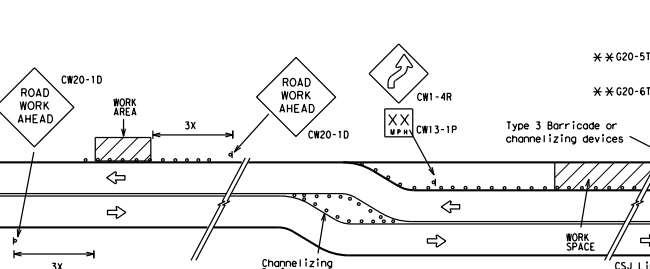 ROAD
WORK
AHEAD
CW20-1D
WORK
AREA
3X
3X
ROAD
WORK
AHEAD
CW20-1D
CW1-4R
XX
MPH
CW13-1P
** G20-5T
** G20-6T
Type 3 Barricade or
channelizing devices
WORK
SPACE
Channelizing
CSJ Li